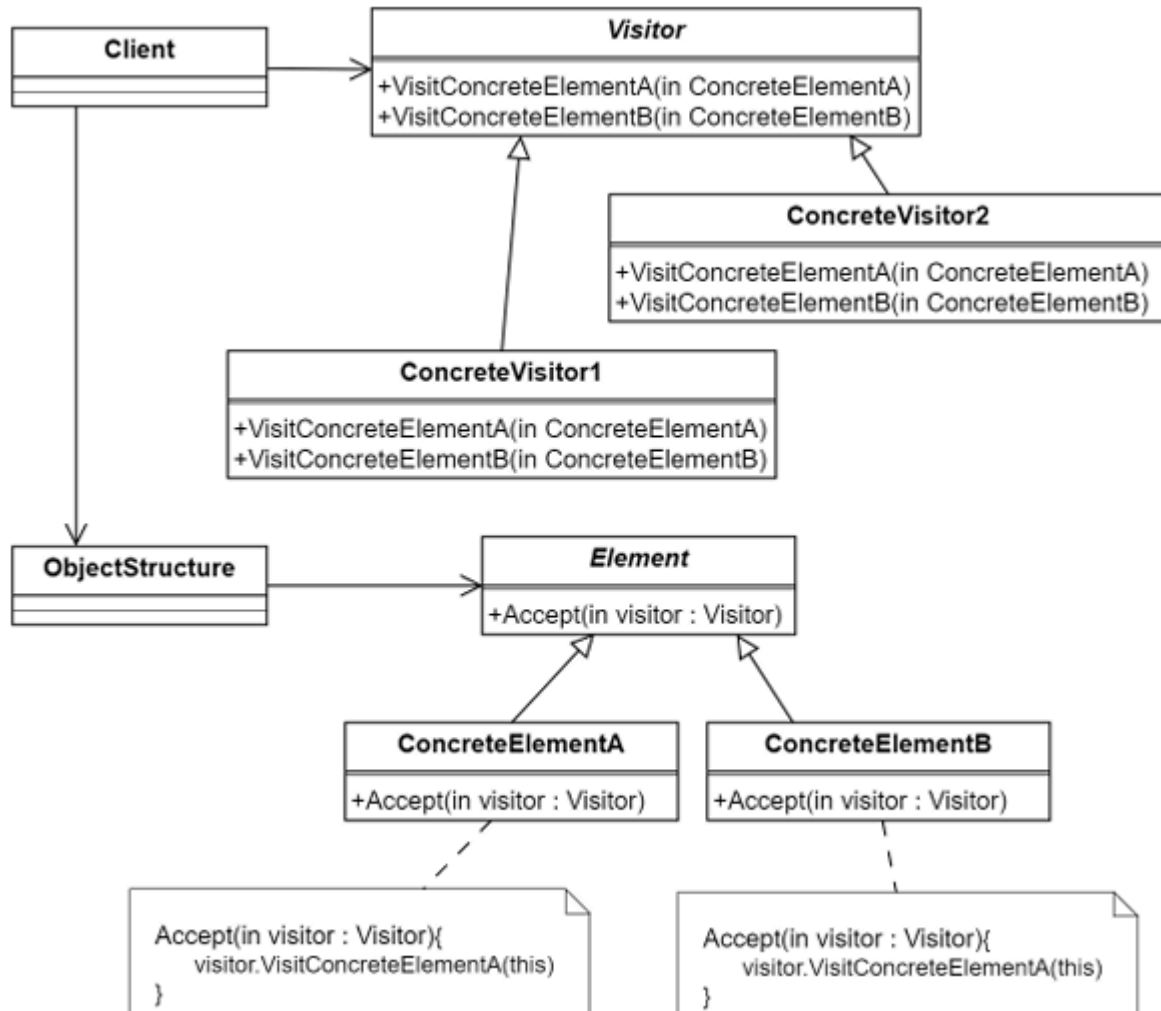 Client
Visitor
+VisitConcreteElementA(in ConcreteElementA)
+VisitConcreteElementB(in ConcreteElementB)
ConcreteVisitor2
+VisitConcreteElementA(in ConcreteElementA)
+VisitConcreteElementB(in ConcreteElementB)
ConcreteVisitor1
+VisitConcreteElementA(in ConcreteElementA)
+VisitConcreteElementB(in ConcreteElementB)
ObjectStructure
Element
+Accept(in visitor : Visitor)
ConcreteElementA
+Accept(in visitor : Visitor)
ConcreteElementB
+Accept(in visitor : Visitor)
Accept(in visitor : Visitor){
visitor.VisitConcreteElementA(this)
}
Accept(in visitor : Visitor){
visitor.VisitConcreteElementA(this)
}